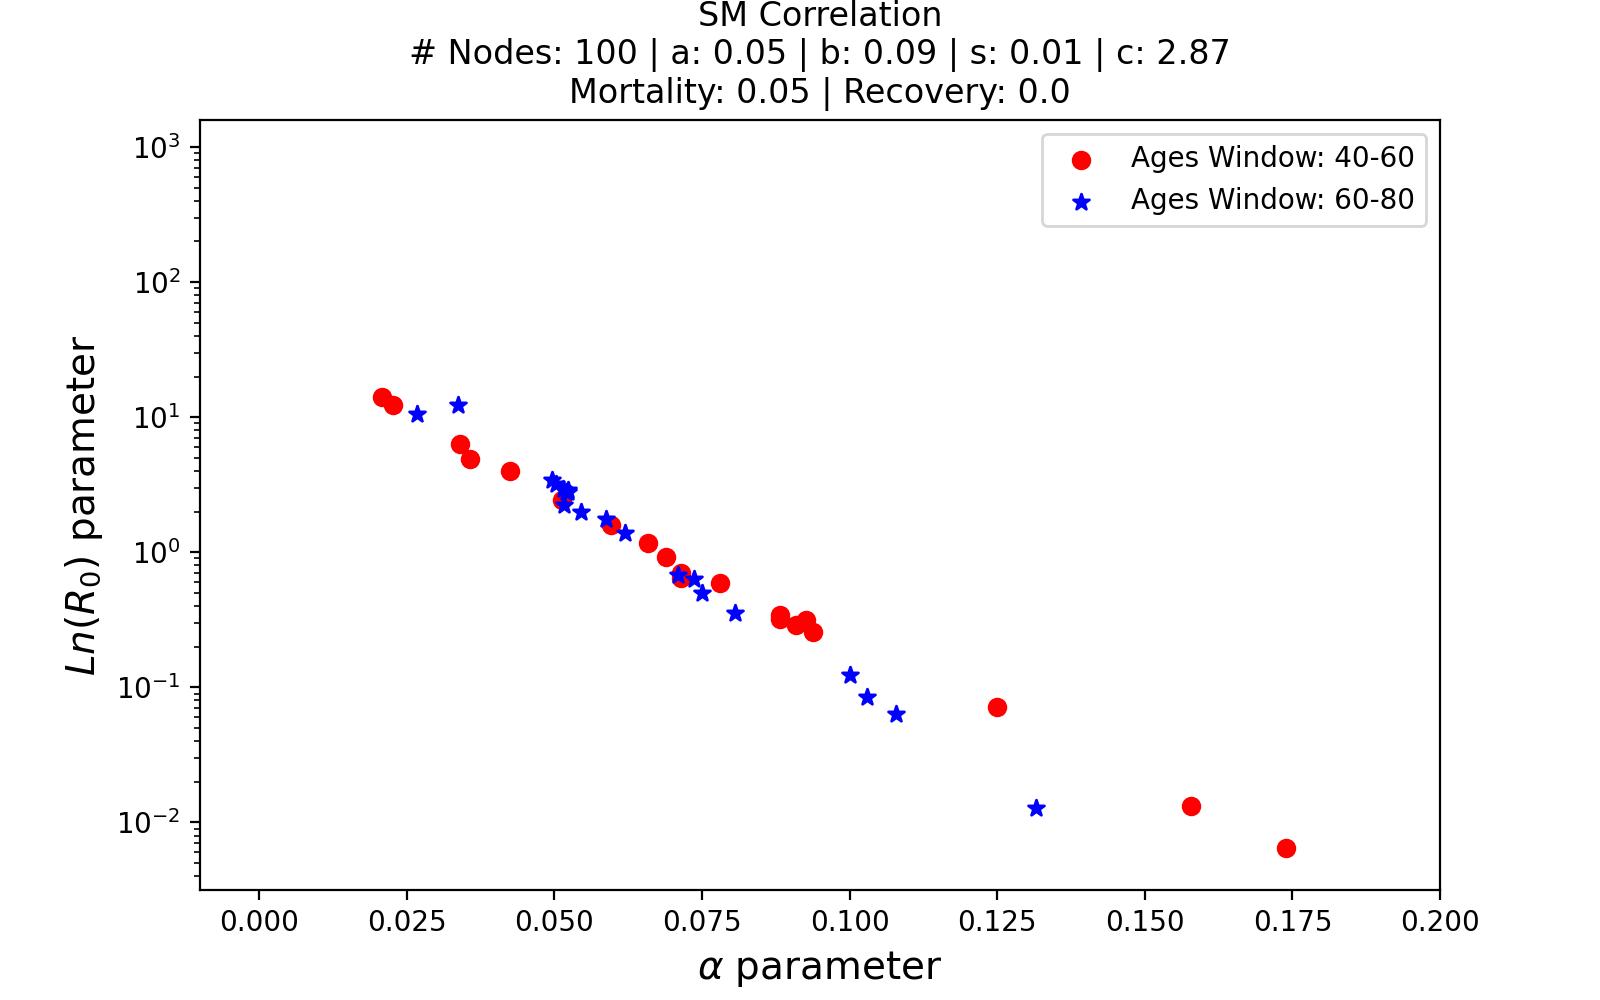 SM Correlation
# Nodes: 100 | a: 0.05 | b: 0.09 | s: 0.01 | c: 2.87
Mortality: 0.05 | Recovery: 0.0
Ages Window: 40-60
Ages Window: 60-80
10³
10²
10¹
10⁰
10⁻¹
10⁻²
Ln(R₀) parameter
0.000 0.025 0.050 0.075 0.100 0.125 0.150 0.175 0.200
α parameter